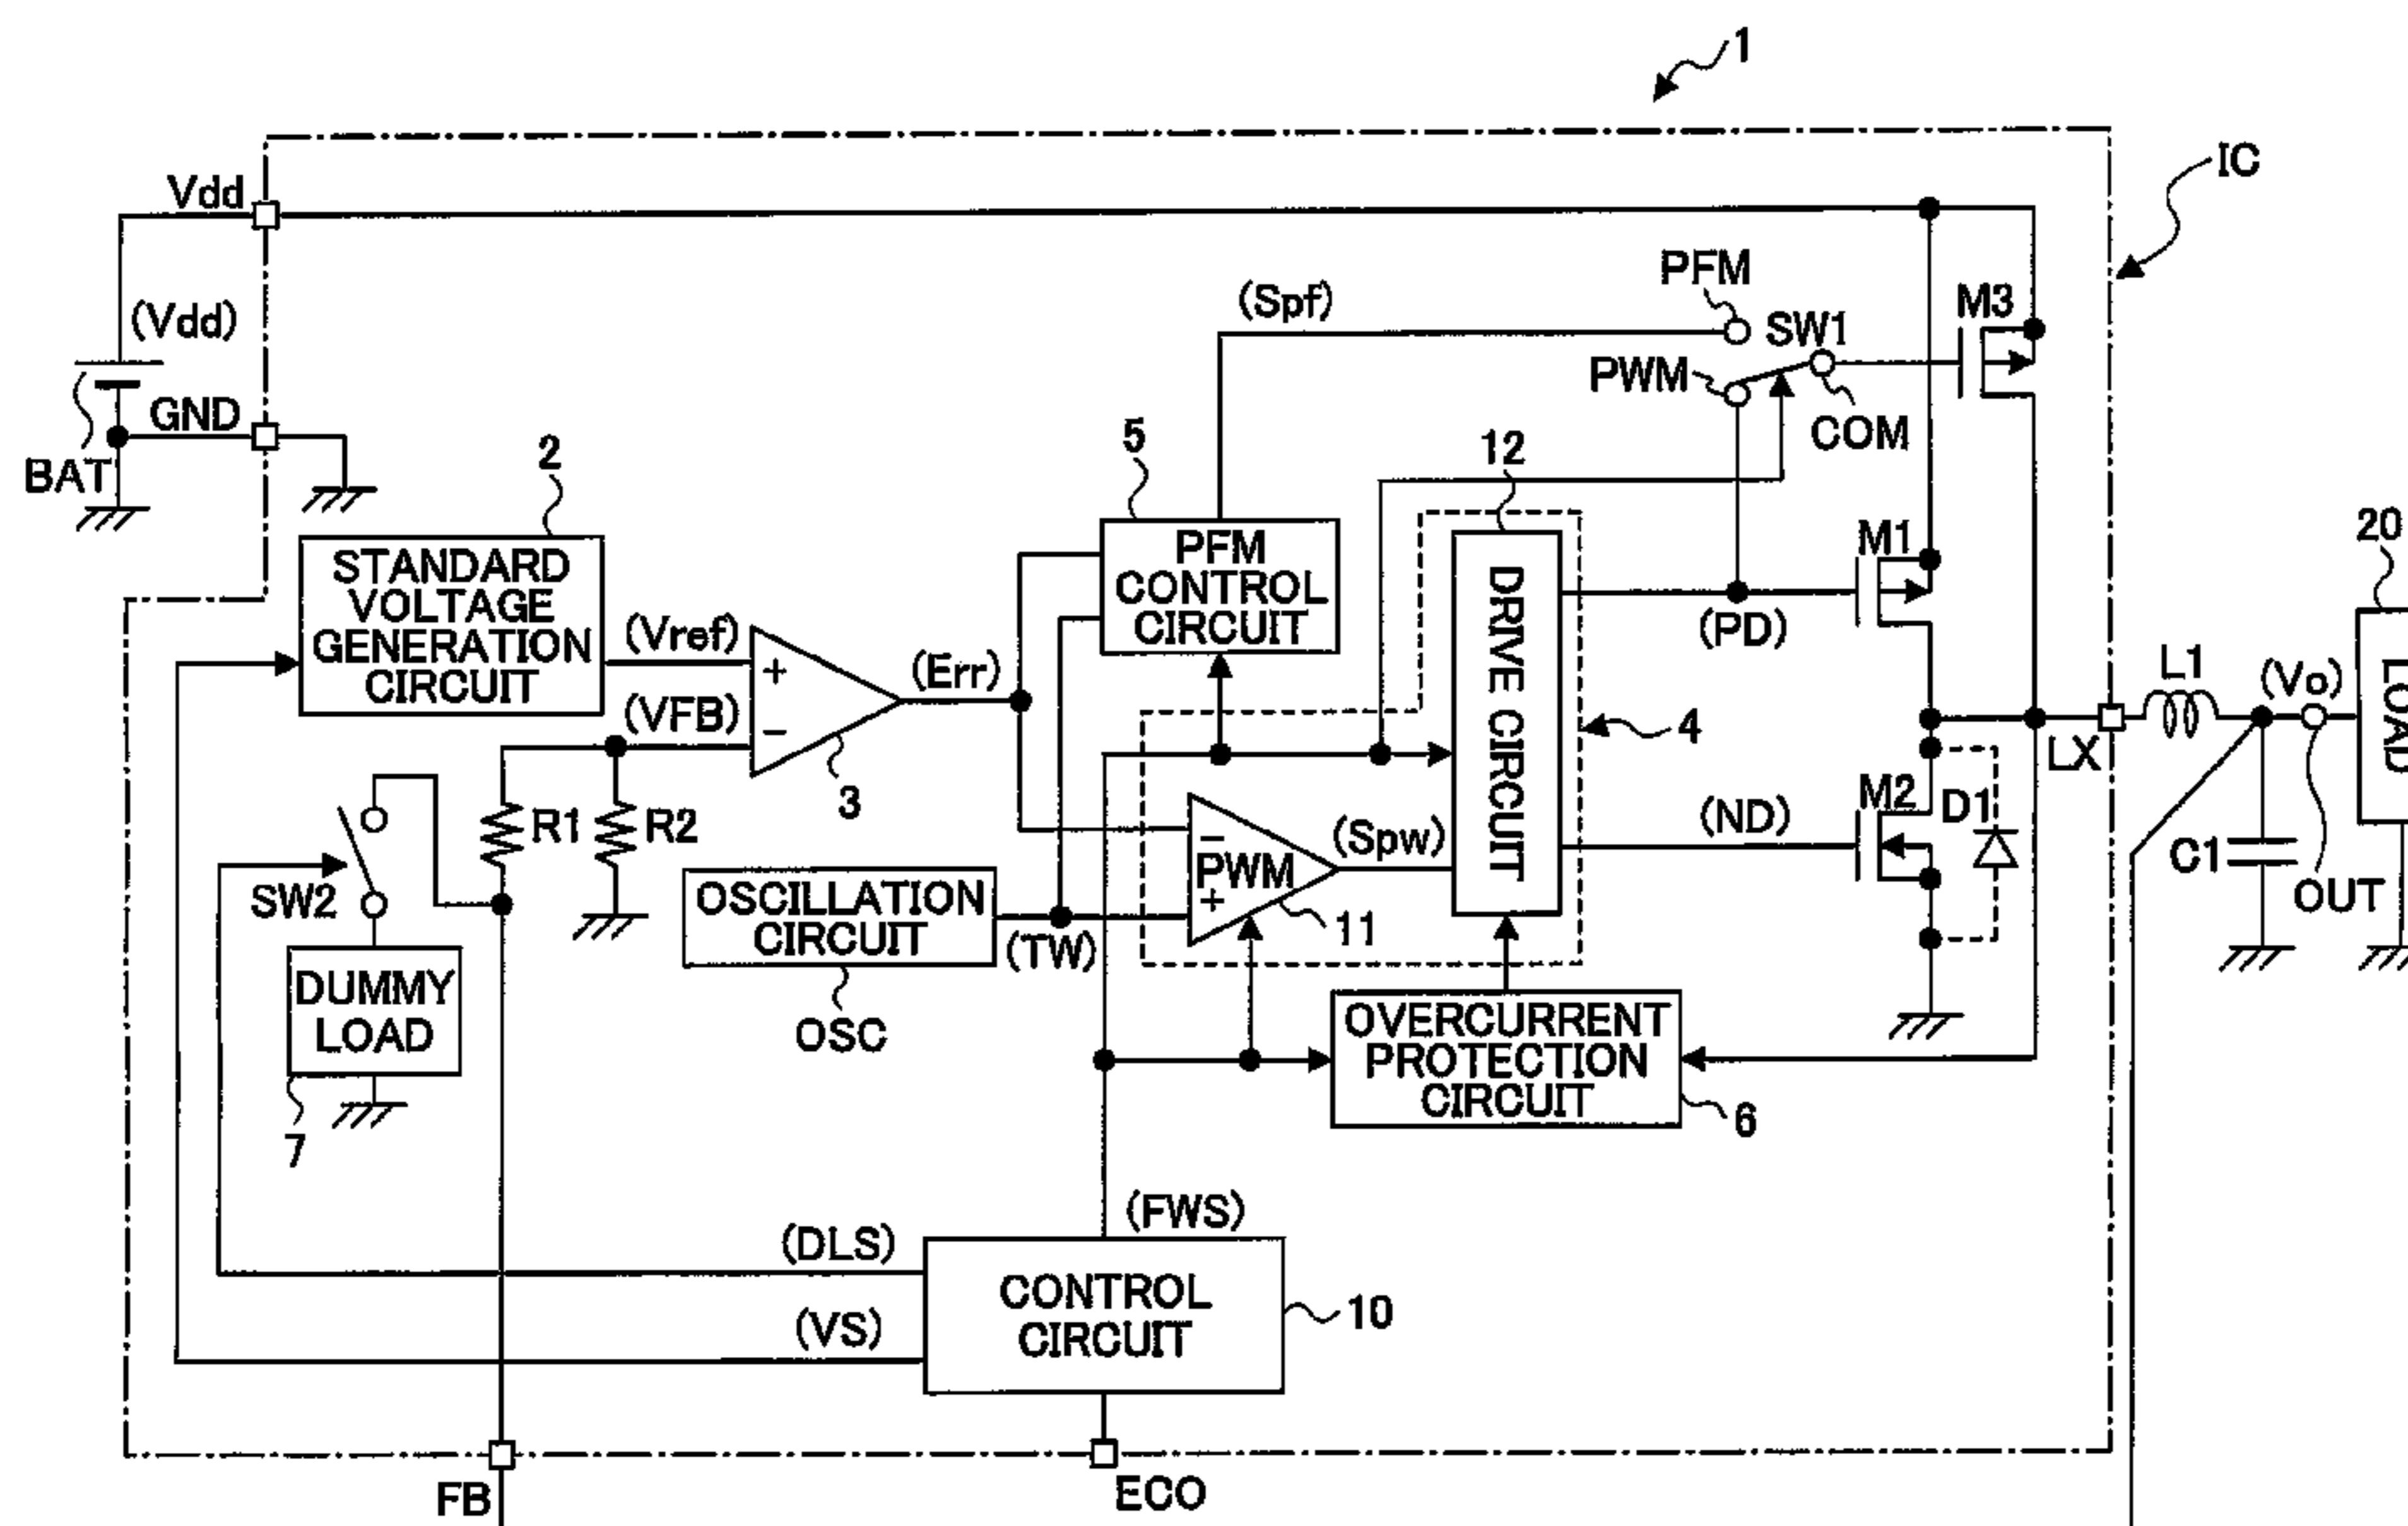 1
IC
Vdd
(Vdd)
GND
BAT
PFM
(Spf)
SW1
M3
PWM
COM
2
5
12
STANDARD
VOLTAGE
GENERATION
CIRCUIT
(Vref)
(VFB)
3
(Err)
PFM
CONTROL
CIRCUIT
DRIVE CIRCUIT
4
(PD)
M1
20
LOAD
L1
(Vo)
LX
OUT
C1
M2
D1
(ND)
SW2
R1
R2
OSCILLATION
CIRCUIT
OSC
(TW)
PWM
+
−
+
−
11
(Spw)
DUMMY
LOAD
7
OVERCURRENT
PROTECTION
CIRCUIT
6
(FWS)
(DLS)
(VS)
CONTROL
CIRCUIT
10
FB
ECO